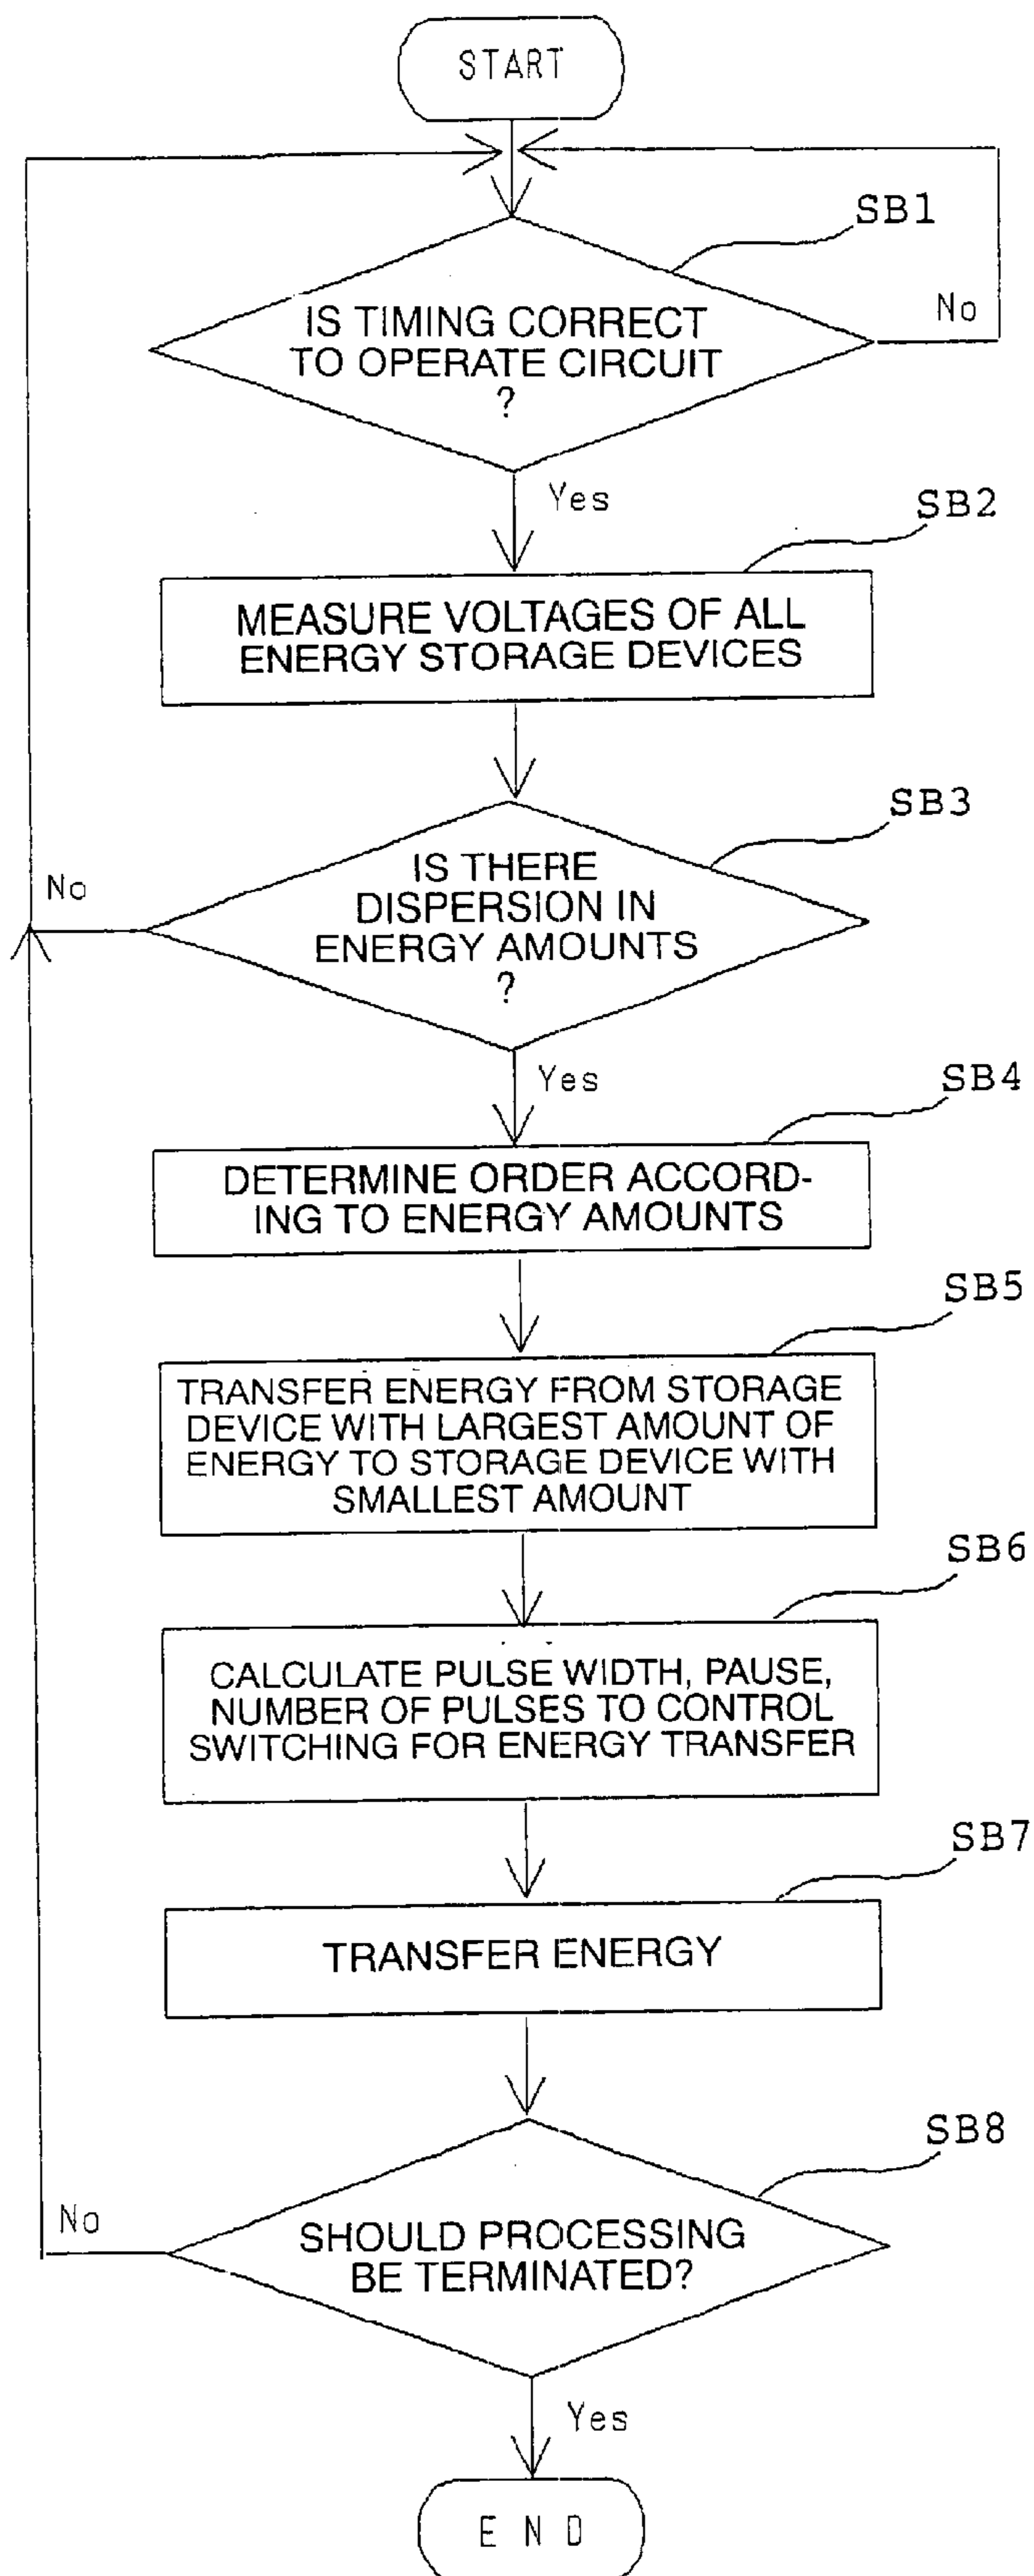 START
SB1
No
IS TIMING CORRECT
TO OPERATE CIRCUIT
?
Yes
SB2
MEASURE VOLTAGES OF ALL
ENERGY STORAGE DEVICES
SB3
No
IS THERE
DISPERSION IN
ENERGY AMOUNTS
?
Yes
SB4
DETERMINE ORDER ACCORD-
ING TO ENERGY AMOUNTS
SB5
TRANSFER ENERGY FROM STORAGE
DEVICE WITH LARGEST AMOUNT OF
ENERGY TO STORAGE DEVICE WITH
SMALLEST AMOUNT
SB6
CALCULATE PULSE WIDTH, PAUSE,
NUMBER OF PULSES TO CONTROL
SWITCHING FOR ENERGY TRANSFER
SB7
TRANSFER ENERGY
SB8
No
SHOULD PROCESSING
BE TERMINATED?
Yes
END